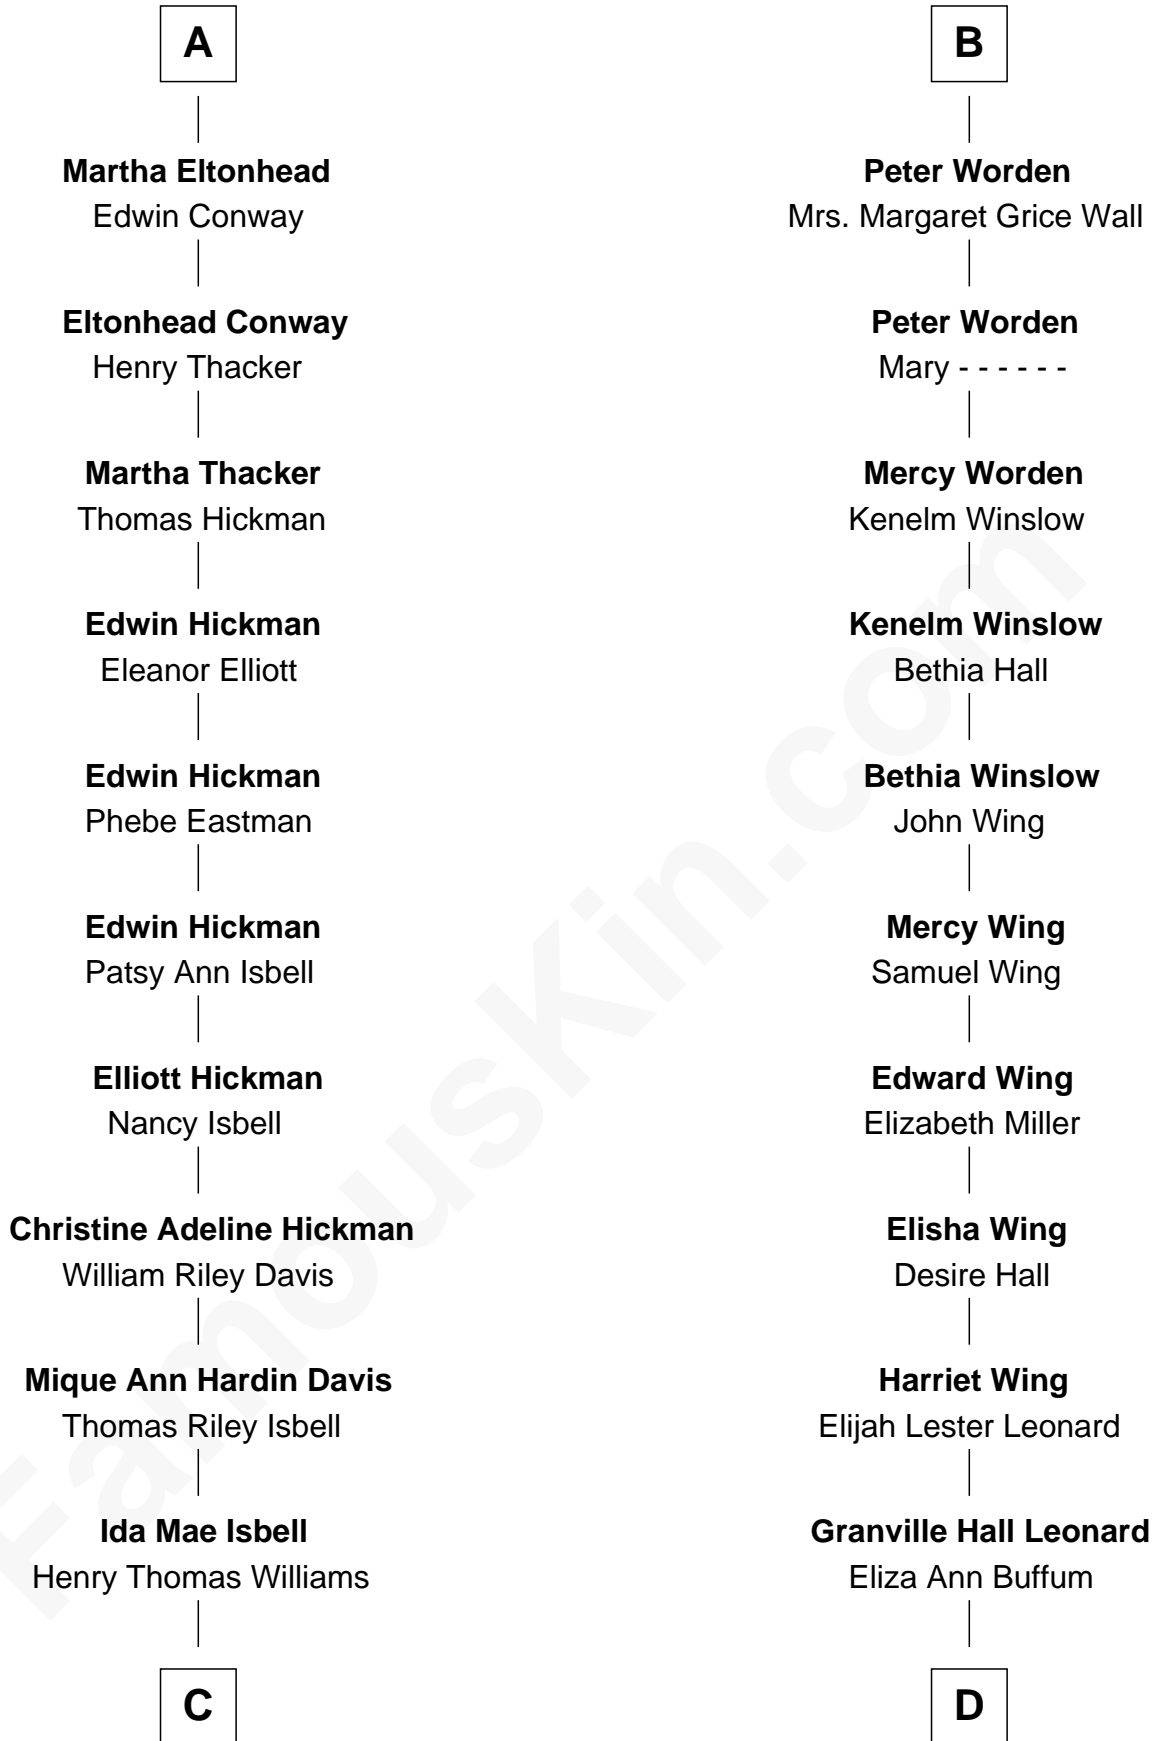 A
Martha Eltonhead
Edwin Conway
Eltonhead Conway
Henry Thacker
Martha Thacker
Thomas Hickman
Edwin Hickman
Eleanor Elliott
Edwin Hickman
Phebe Eastman
Edwin Hickman
Patsy Ann Isbell
Elliott Hickman
Nancy Isbell
Christine Adeline Hickman
William Riley Davis
Mique Ann Hardin Davis
Thomas Riley Isbell
Ida Mae Isbell
Henry Thomas Williams
C
B
Peter Worden
Mrs. Margaret Grice Wall
Peter Worden
Mary - - - - - -
Mercy Worden
Kenelm Winslow
Kenelm Winslow
Bethia Hall
Bethia Winslow
John Wing
Mercy Wing
Samuel Wing
Edward Wing
Elizabeth Miller
Elisha Wing
Desire Hall
Harriet Wing
Elijah Lester Leonard
Granville Hall Leonard
Eliza Ann Buffum
D
FamousKin.com